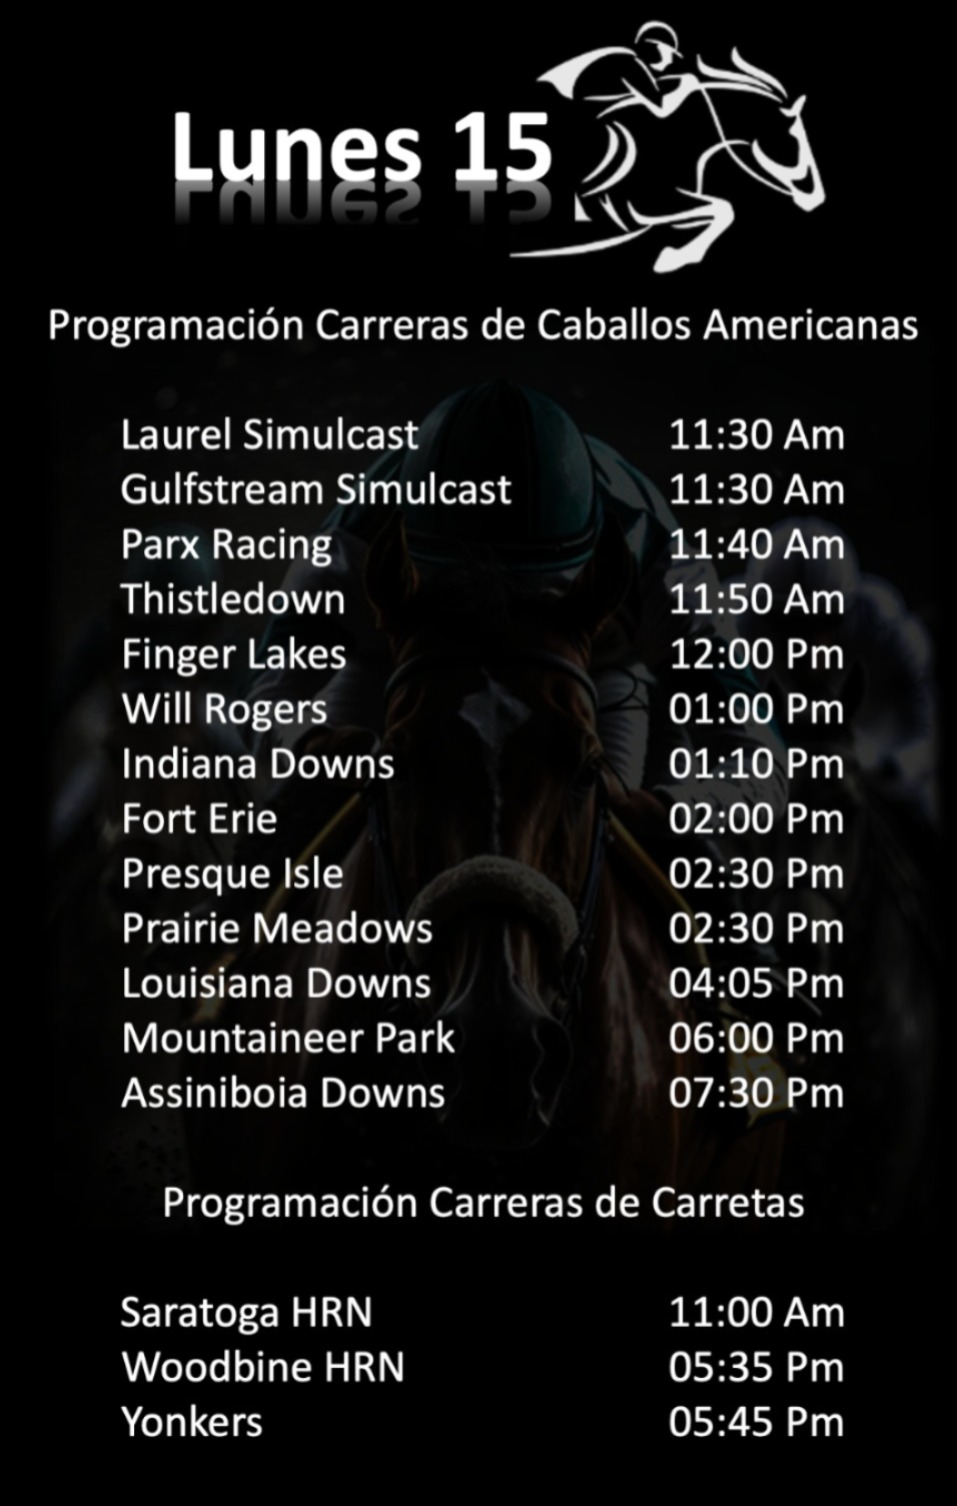 Lunes 15
Programación Carreras de Caballos Americanas
Laurel Simulcast 11:30 Am
Gulfstream Simulcast 11:30 Am
Parx Racing 11:40 Am
Thistledown 11:50 Am
Finger Lakes 12:00 Pm
Will Rogers 01:00 Pm
Indiana Downs 01:10 Pm
Fort Erie 02:00 Pm
Presque Isle 02:30 Pm
Prairie Meadows 02:30 Pm
Louisiana Downs 04:05 Pm
Mountaineer Park 06:00 Pm
Assiniboia Downs 07:30 Pm
Programación Carreras de Carretas
Saratoga HRN 11:00 Am
Woodbine HRN 05:35 Pm
Yonkers 05:45 Pm